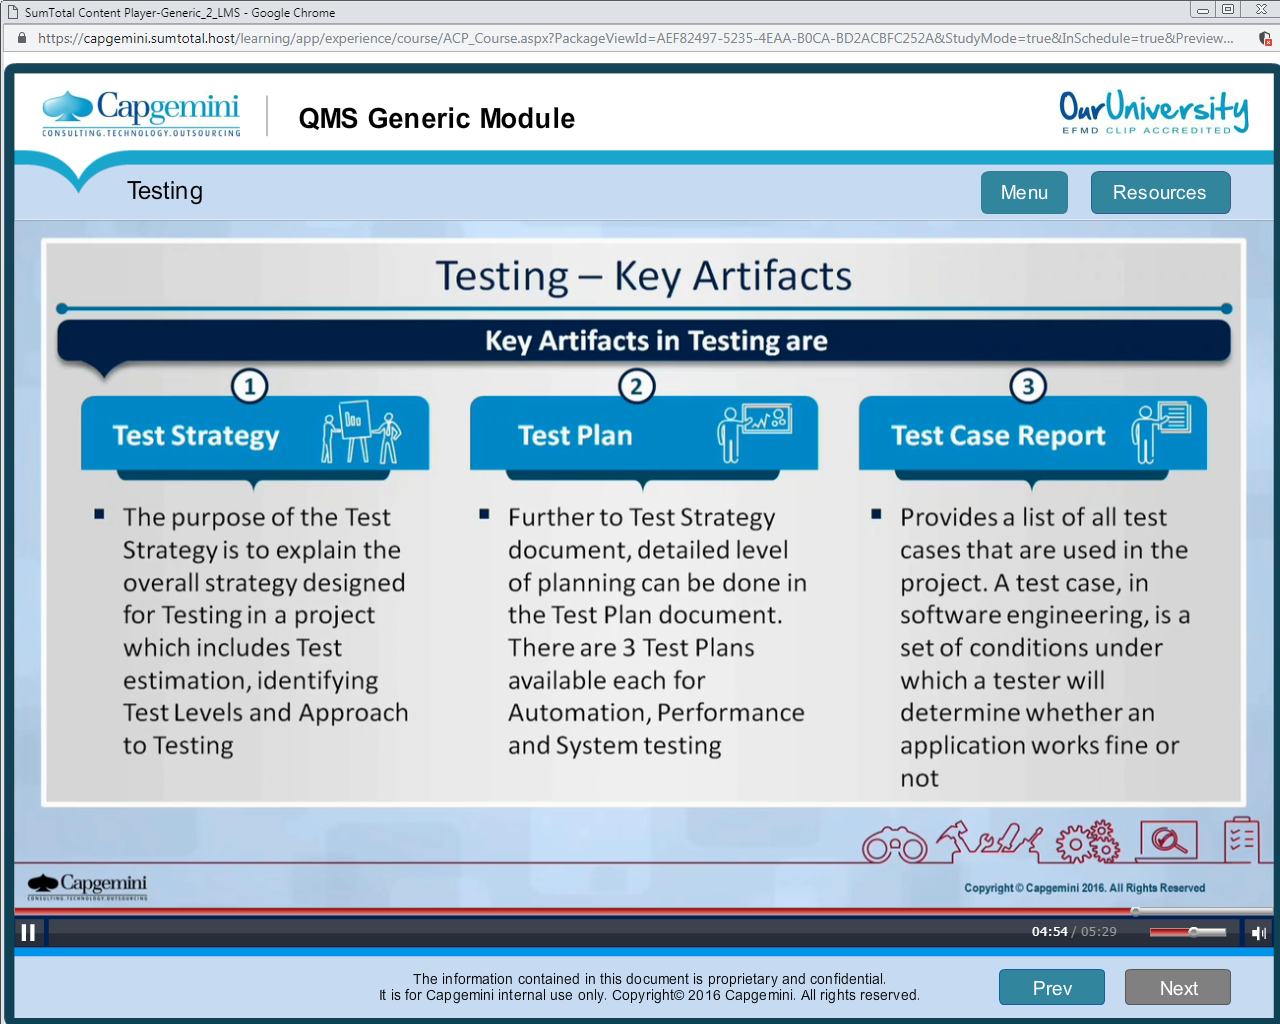 SumTotal Content Player-Generic_2_LMS - Google Chrome
https://capgemini.sumtotal.host/learning/app/experience/course/ACP_Course.aspx?PackageViewId=AEF82497-5235-4EAA-B0CA-BD2ACBFC252A&StudyMode=true&InSchedule=true&Preview...
Capgemini
CONSULTING.TECHNOLOGY.OUTSOURCING
QMS Generic Module
OurUniversity
EFMD CLIP ACCREDITED
Testing
Menu
Resources
Testing – Key Artifacts
Key Artifacts in Testing are
1
Test Strategy
The purpose of the Test
Strategy is to explain the
overall strategy designed
for Testing in a project
which includes Test
estimation, identifying
Test Levels and Approach
to Testing
2
Test Plan
Further to Test Strategy
document, detailed level
of planning can be done in
the Test Plan document.
There are 3 Test Plans
available each for
Automation, Performance
and System testing
3
Test Case Report
Provides a list of all test
cases that are used in the
project. A test case, in
software engineering, is a
set of conditions under
which a tester will
determine whether an
application works fine or
not
Capgemini
CONSULTING.TECHNOLOGY.OUTSOURCING
Copyright © Capgemini 2016. All Rights Reserved
04:54 / 05:29
The information contained in this document is proprietary and confidential.
It is for Capgemini internal use only. Copyright© 2016 Capgemini. All rights reserved.
Prev
Next